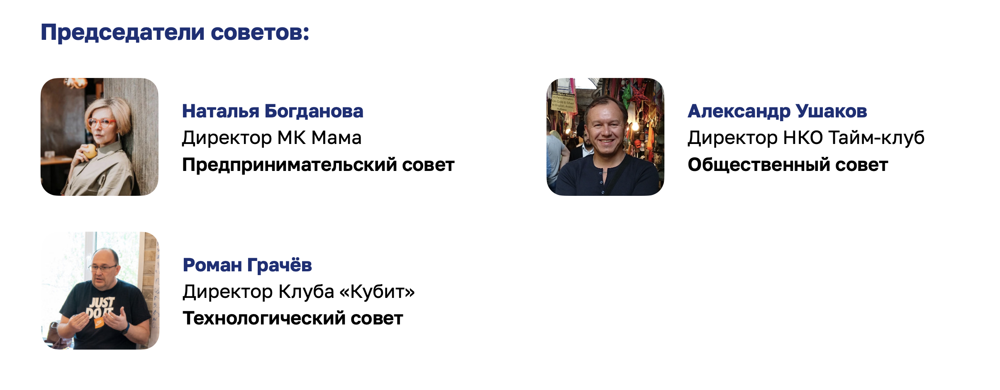 Председатели советов:
Наталья Богданова
Директор МК Мама
Предпринимательский совет
We Make Names
In Few Minutes
On Gold & Silver
In English, Arabic
Hebrew
Александр Ушаков
Директор НКО Тайм-клуб
Общественный совет
JUST
DO IT
Роман Грачёв
Директор Клуба «Кубит»
Технологический совет